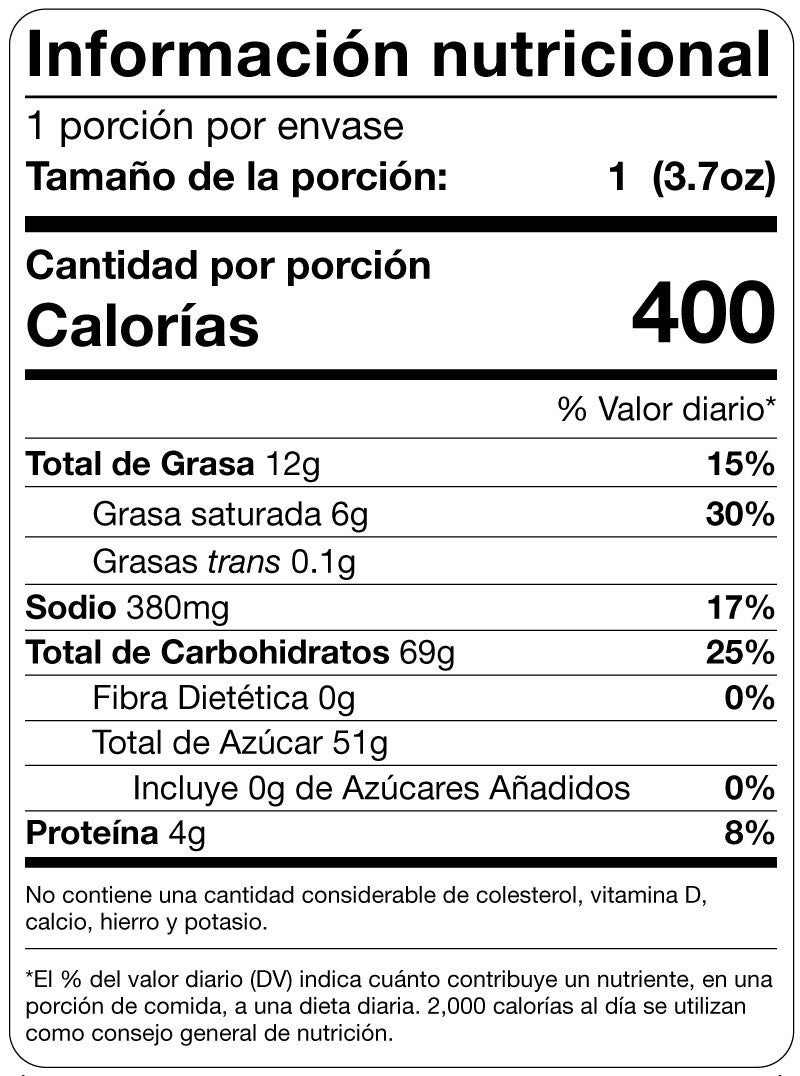 Información nutricional
1 porción por envase
Tamaño de la porción: 1 (3.7oz)
Cantidad por porción
Calorías 400
% Valor diario*
Total de Grasa 12g 15%
Grasa saturada 6g 30%
Grasas trans 0.1g
Sodio 380mg 17%
Total de Carbohidratos 69g 25%
Fibra Dietética 0g 0%
Total de Azúcar 51g
Incluye 0g de Azúcares Añadidos 0%
Proteína 4g 8%
No contiene una cantidad considerable de colesterol, vitamina D,
calcio, hierro y potasio.
*El % del valor diario (DV) indica cuánto contribuye un nutriente, en una
porción de comida, a una dieta diaria. 2,000 calorías al día se utilizan
como consejo general de nutrición.